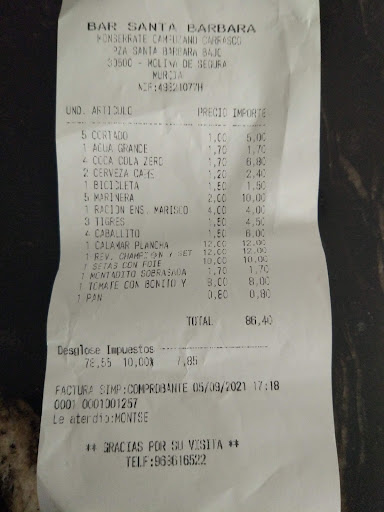 BAR SANTA BARBARA
MONSERRATE CAMPUZANO CARRASCO
PZA SANTA BARBARA BAJO
30500 - MOLINA DE SEGURA
MURCIA
UND. ARTICULO PRECIO IMPORTE
5 CORTADO 1,00 5,00
1 AGUA GRANDE 1,70 1,70
4 COCA COLA ZERO 1,70 6,80
2 CERVEZA 1,20 2,40
1 BICICLETA 1,50 1,50
5 MARINERA 2,00 10,00
1 RACION ENS. MARISCO 4,00 4,00
3 TIGRES 1,50 4,50
4 CABALLITO 1,50 6,00
1 CALAMAR PLANCHA 12,00 12,00
1 REV. CHAMPIÑON Y SET 12,00 12,00
1 SETAS CON FOIE 10,00 10,00
1 MONTADITO SOBRASADA 1,70 1,70
1 TOMATE CON BONITO Y 8,00 8,00
1 PAN 0,80 0,80
TOTAL 86,40
Desglose Impuestos
78,55 10,00% 7,85
FACTURA SIMP:COMPROBANTE 05/09/2021 17:18
0001 0001001257
Le atendio:MONTSE
** GRACIAS POR SU VISITA **
TELF:968616522